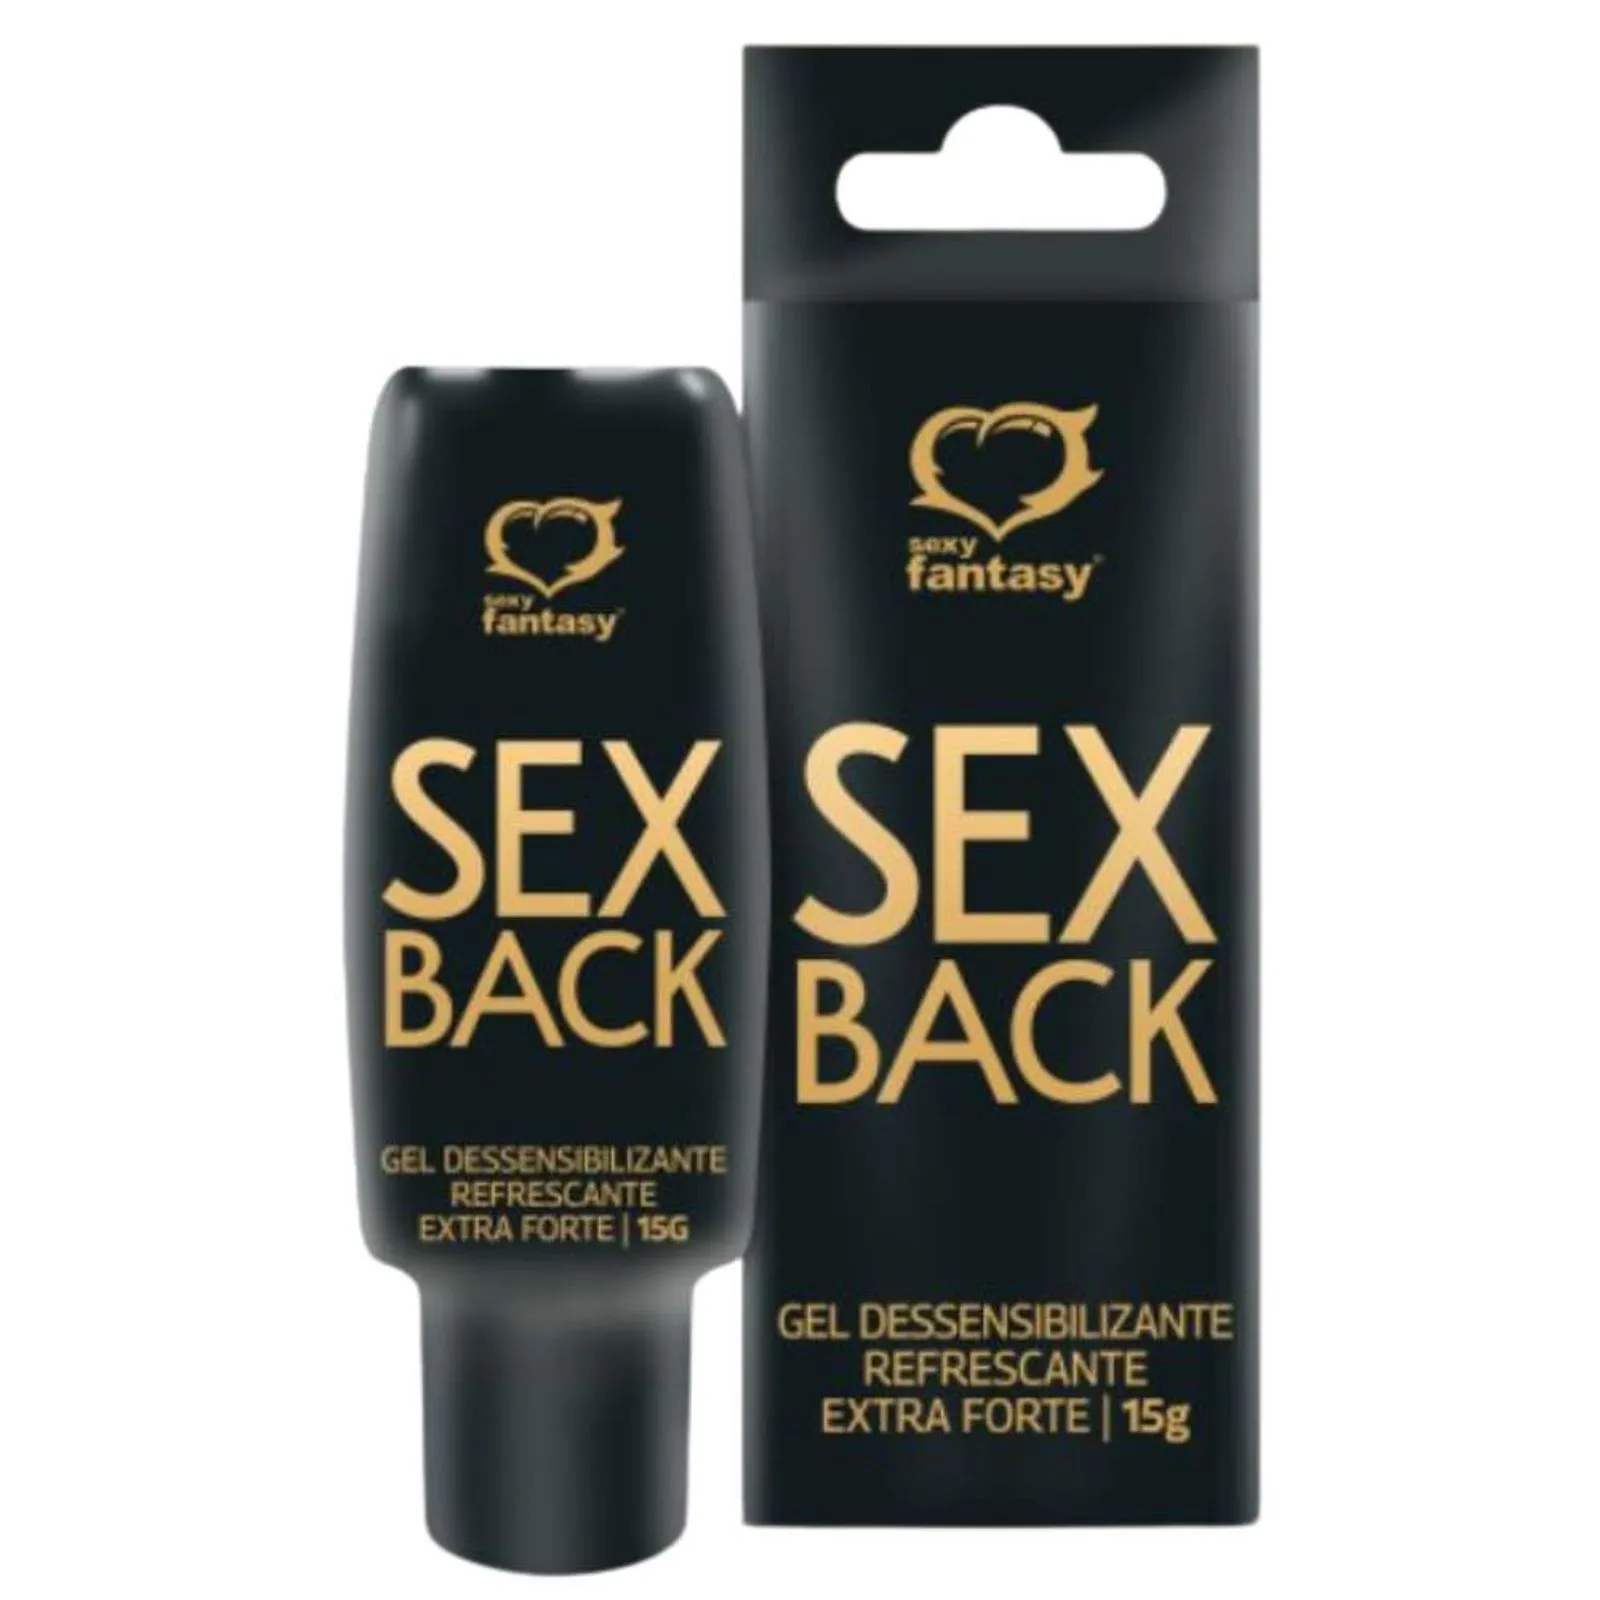 sexy
fantasy
SEX
BACK
GEL DESSENSIBILIZANTE
REFRESCANTE
EXTRA FORTE | 15G
sexy
fantasy
SEX
BACK
GEL DESSENSIBILIZANTE
REFRESCANTE
EXTRA FORTE | 15g